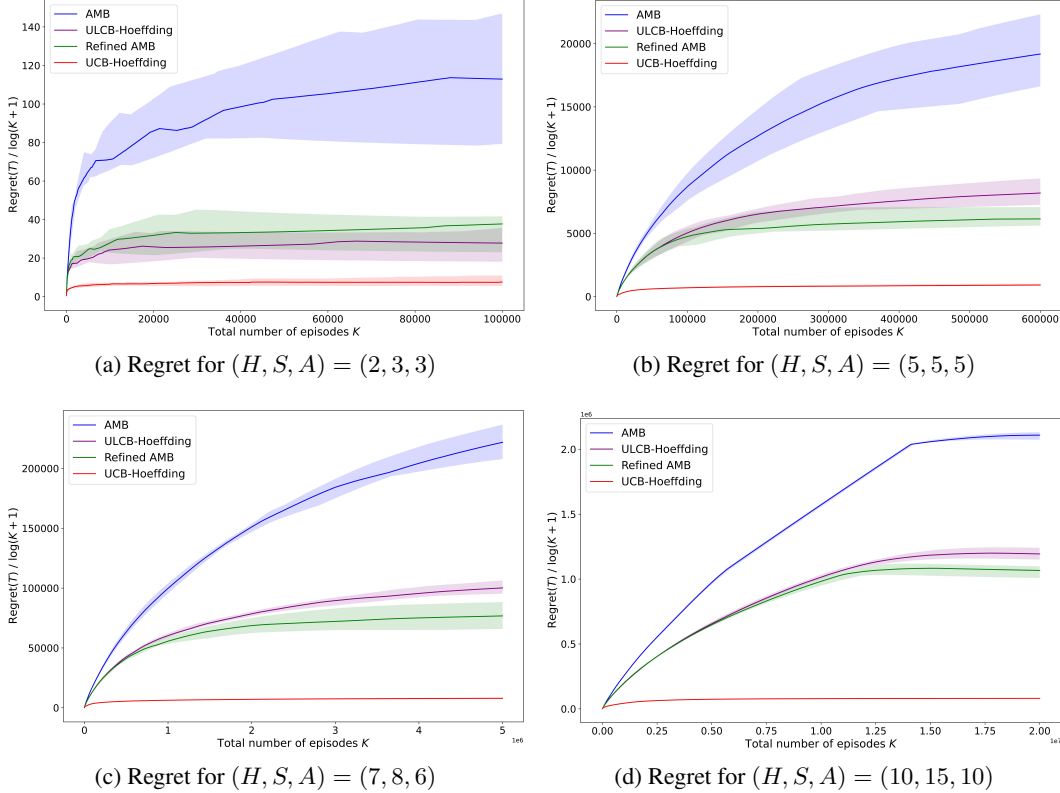 AMB
ULCB-Hoeffding
Refined AMB
UCB-Hoeffding
Regret(T) / log(K + 1)
140
120
100
80
60
40
20
0
0 20000 40000 60000 80000 100000
Total number of episodes K
(a) Regret for (H, S, A) = (2, 3, 3)
AMB
ULCB-Hoeffding
Refined AMB
UCB-Hoeffding
Regret(T) / log(K + 1)
20000
15000
10000
5000
0
0 100000 200000 300000 400000 500000 600000
Total number of episodes K
(b) Regret for (H, S, A) = (5, 5, 5)
AMB
ULCB-Hoeffding
Refined AMB
UCB-Hoeffding
Regret(T) / log(K + 1)
200000
150000
100000
50000
0
0 1 2 3 4 5
1e6
Total number of episodes K
(c) Regret for (H, S, A) = (7, 8, 6)
1e6
AMB
ULCB-Hoeffding
Refined AMB
UCB-Hoeffding
Regret(T) / log(K + 1)
2.0
1.5
1.0
0.5
0.0
0.00 0.25 0.50 0.75 1.00 1.25 1.50 1.75 2.00
1e7
Total number of episodes K
(d) Regret for (H, S, A) = (10, 15, 10)